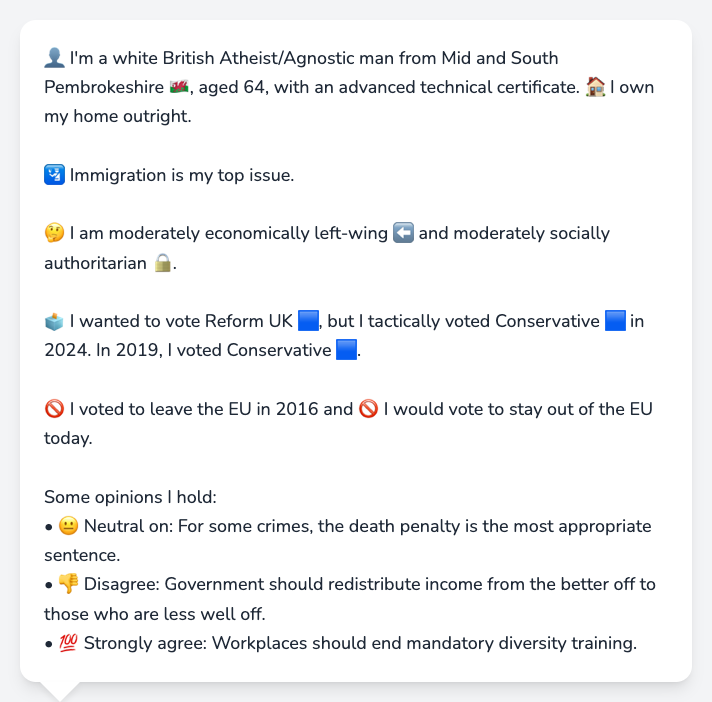 👤 I'm a white British Atheist/Agnostic man from Mid and South
Pembrokeshire 🏴󠁧󠁢󠁷󠁬󠁳󠁿, aged 64, with an advanced technical certificate. 🏠 I own
my home outright.
🛂 Immigration is my top issue.
🤔 I am moderately economically left-wing ⬅️ and moderately socially
authoritarian 🔒.
🗳️ I wanted to vote Reform UK 🟦, but I tactically voted Conservative 🟦 in
2024. In 2019, I voted Conservative 🟦.
🚫 I voted to leave the EU in 2016 and 🚫 I would vote to stay out of the EU
today.
Some opinions I hold:
• 😐 Neutral on: For some crimes, the death penalty is the most appropriate
sentence.
• 👎 Disagree: Government should redistribute income from the better off to
those who are less well off.
• 💯 Strongly agree: Workplaces should end mandatory diversity training.